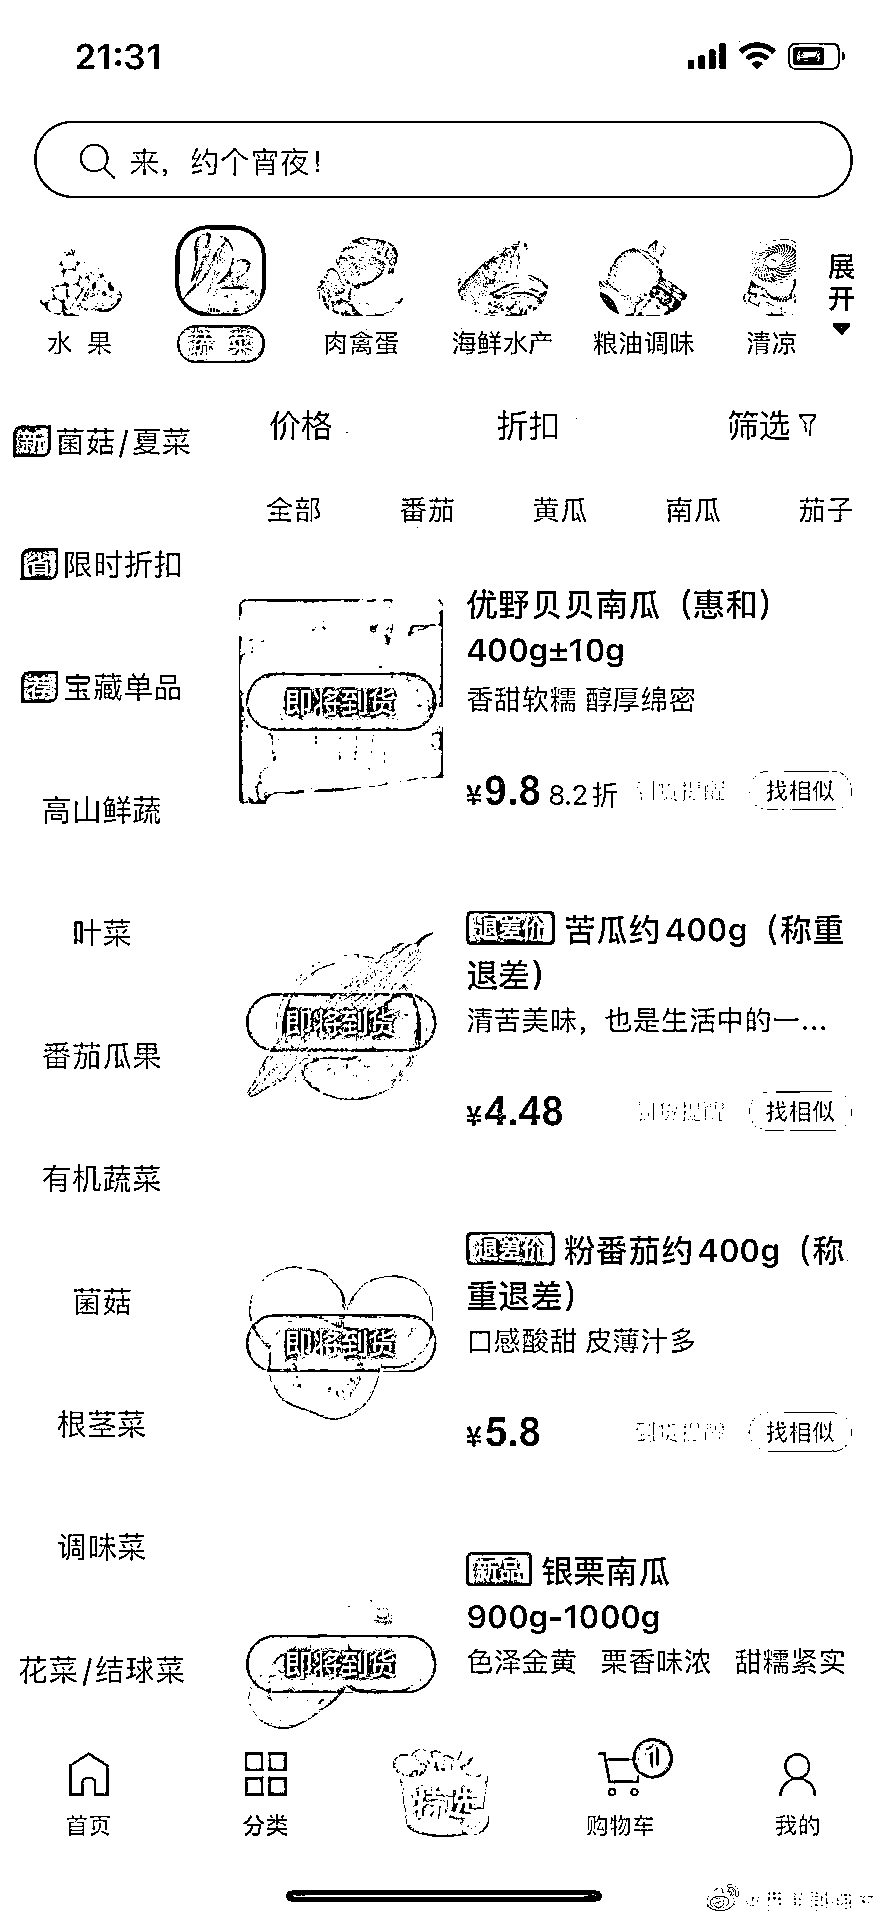 21:31
来，约个宵夜！
水 果
蔬 菜
肉禽蛋
海鲜水产
粮油调味
清凉
展开
新 菌菇/夏菜
省 限时折扣
荐 宝藏单品
高山鲜蔬
叶菜
番茄瓜果
有机蔬菜
菌菇
根茎菜
调味菜
花菜/结球菜
价格 折扣 筛选
全部 番茄 黄瓜 南瓜 茄子
即将到货
优野贝贝南瓜（惠和）
400g±10g
香甜软糯 醇厚绵密
¥9.8 8.2折 到货提醒 找相似
即将到货
退差价 苦瓜约400g（称重
退差）
清苦美味，也是生活中的一...
¥4.48 到货提醒 找相似
即将到货
退差价 粉番茄约400g（称
重退差）
口感酸甜 皮薄汁多
¥5.8 到货提醒 找相似
即将到货
新品 银栗南瓜
900g-1000g
色泽金黄 栗香味浓 甜糯紧实
首页
分类
购物车
1
我的